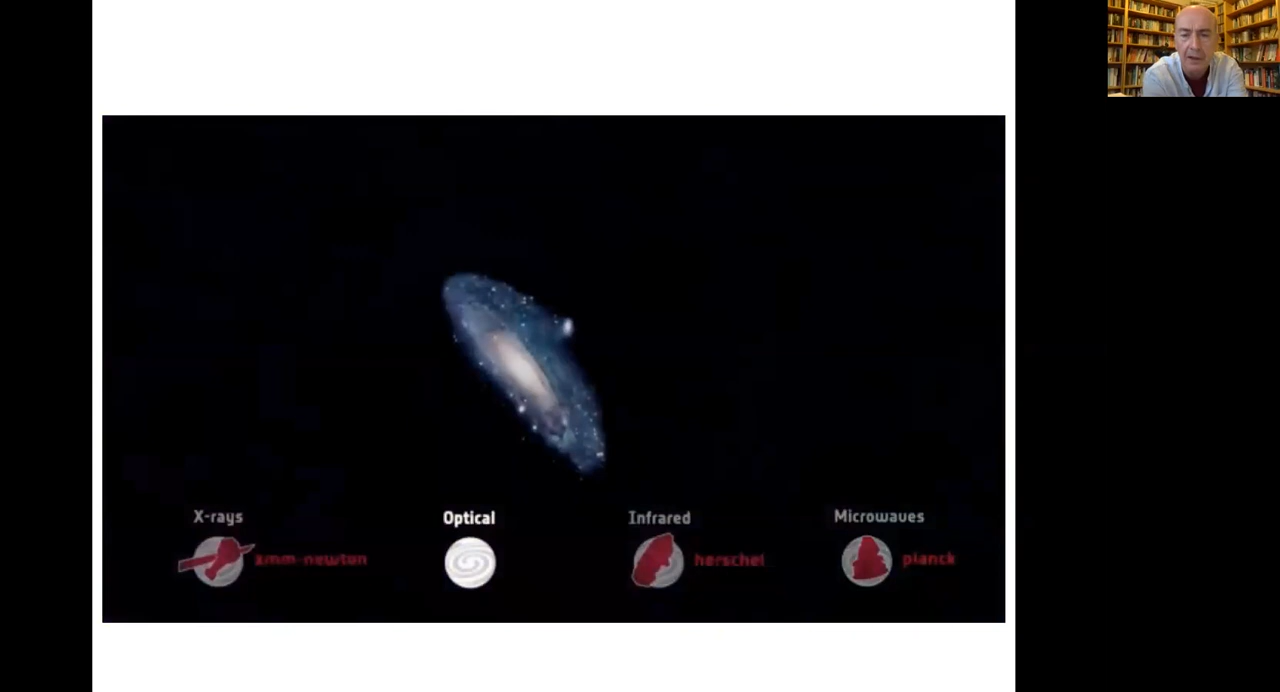 X-rays
Optical
Infrared
Microwaves
xmm-newton
herschel
planck